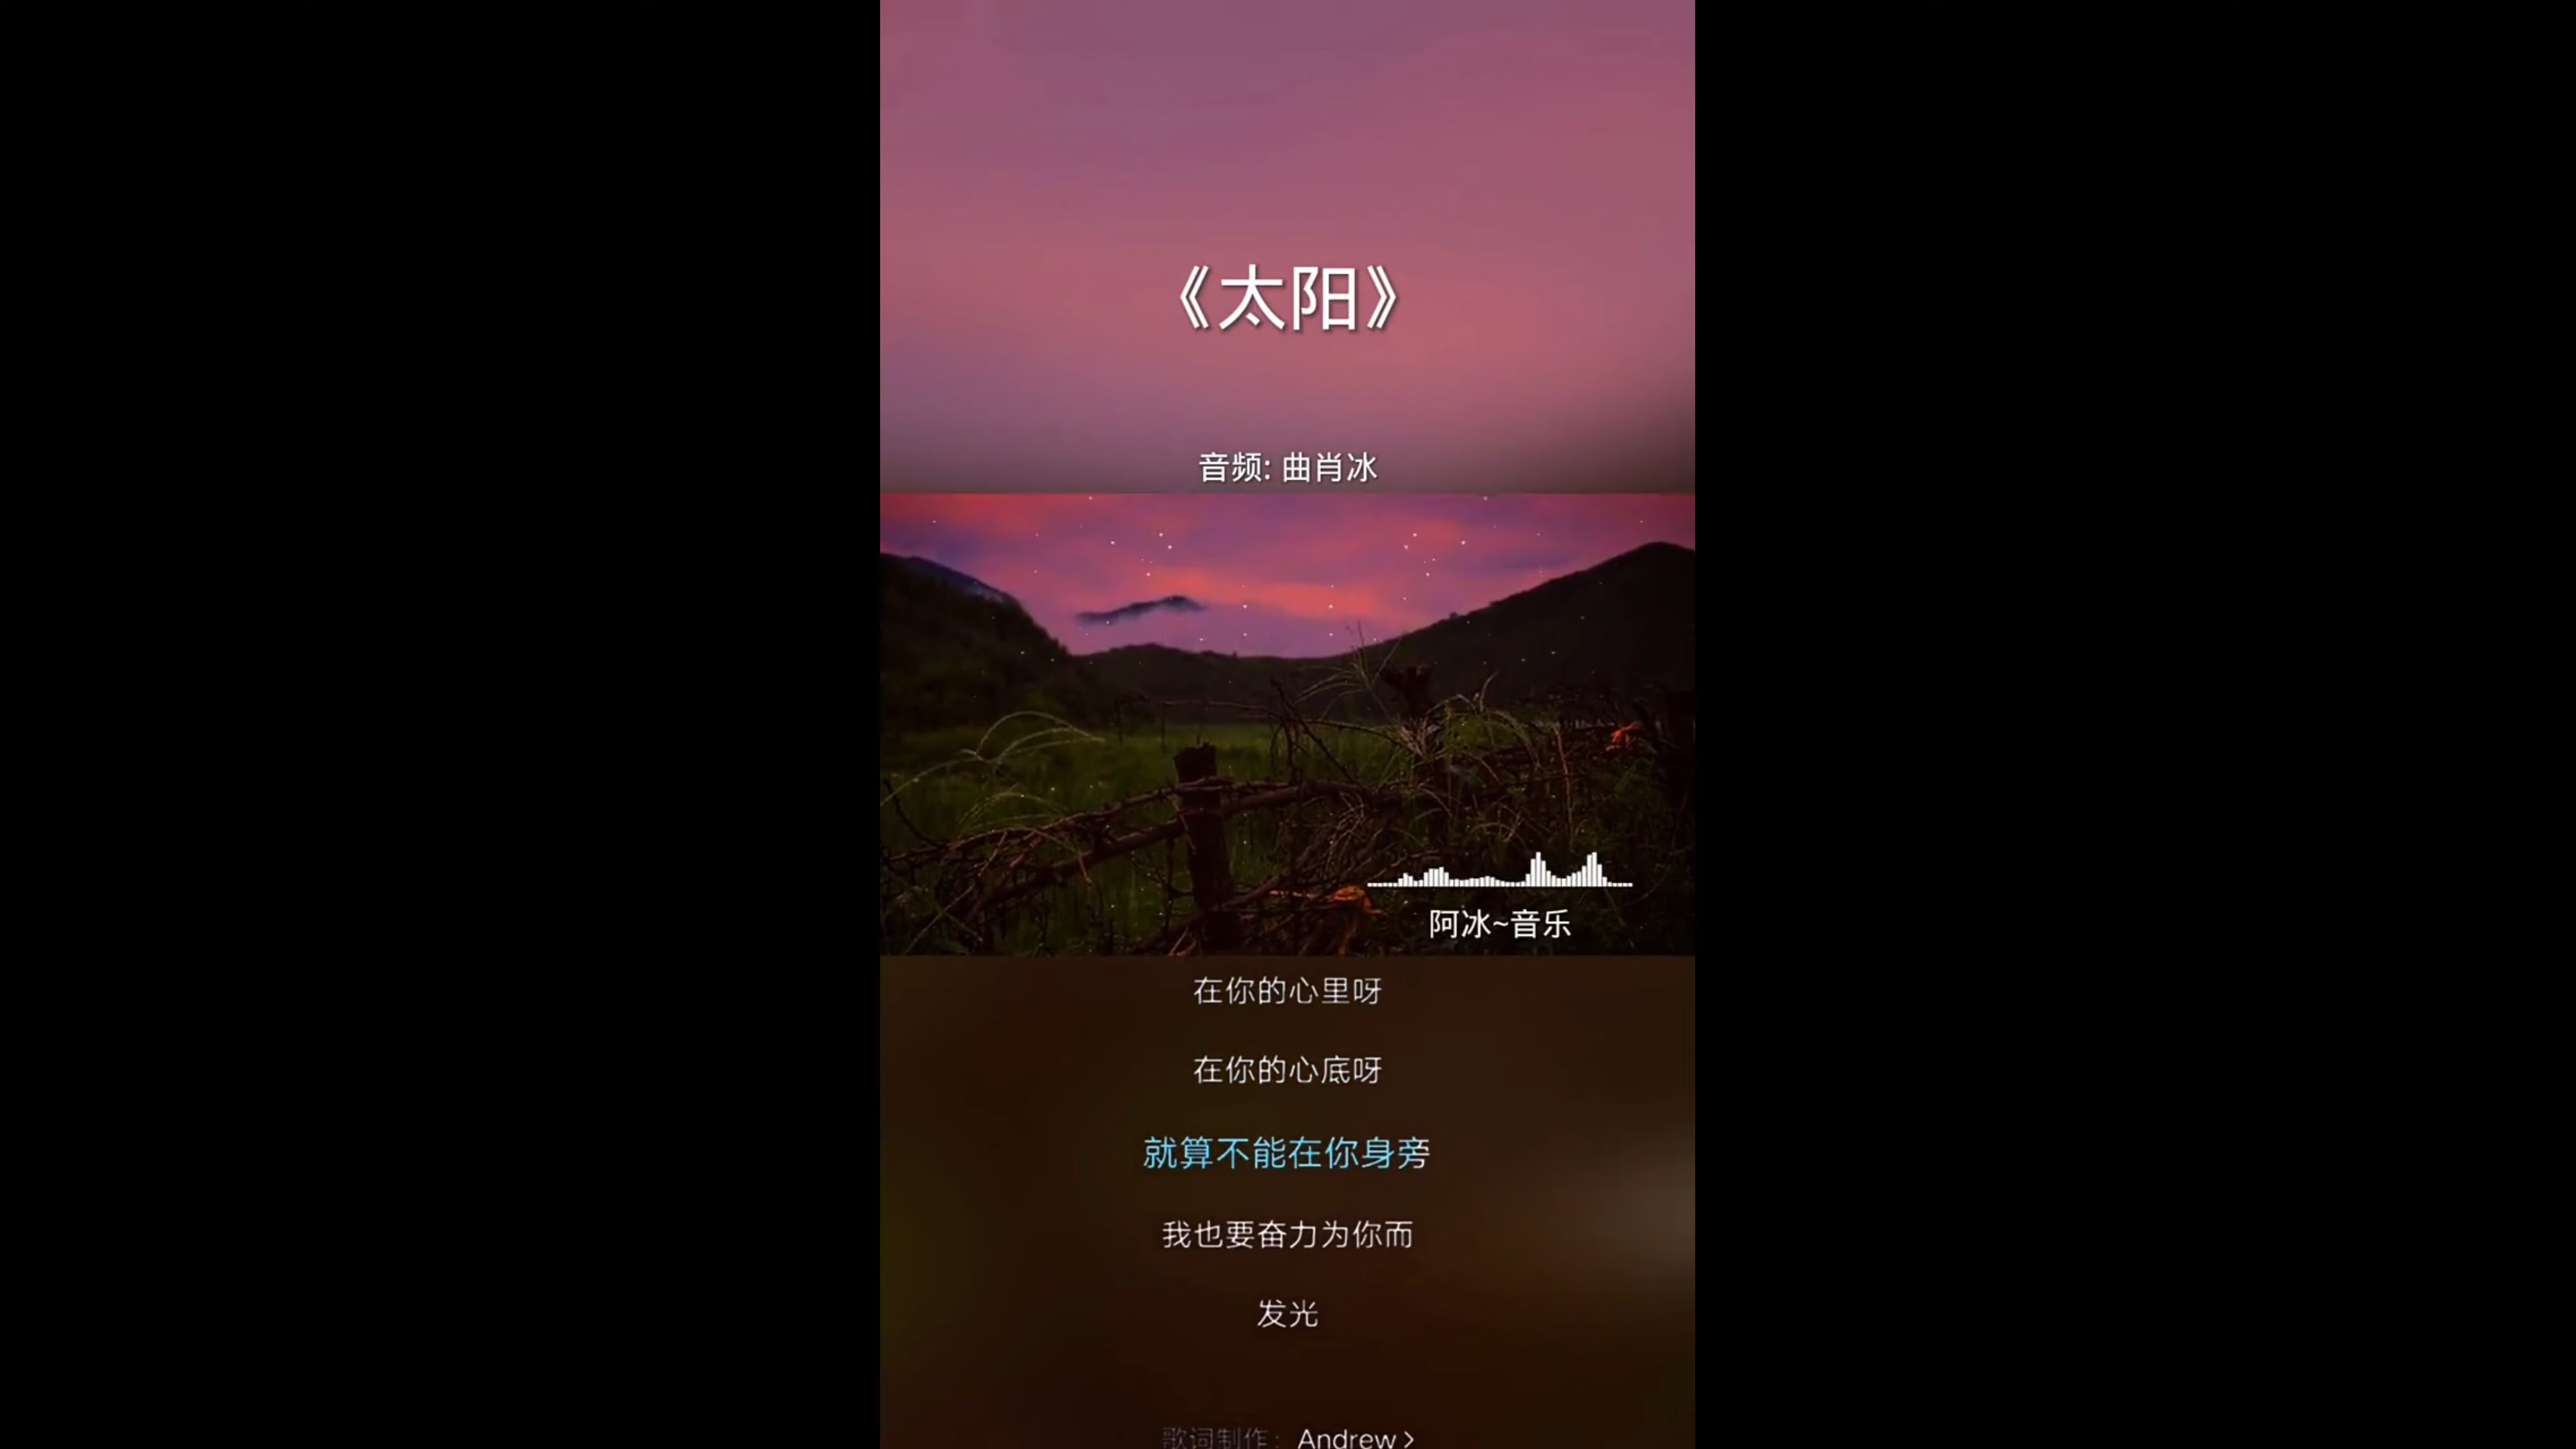 《太阳》
音频: 曲肖冰
阿冰~音乐
在你的心里呀
在你的心底呀
就算不能在你身旁
我也要奋力为你而
发光
歌词制作: Andrew >